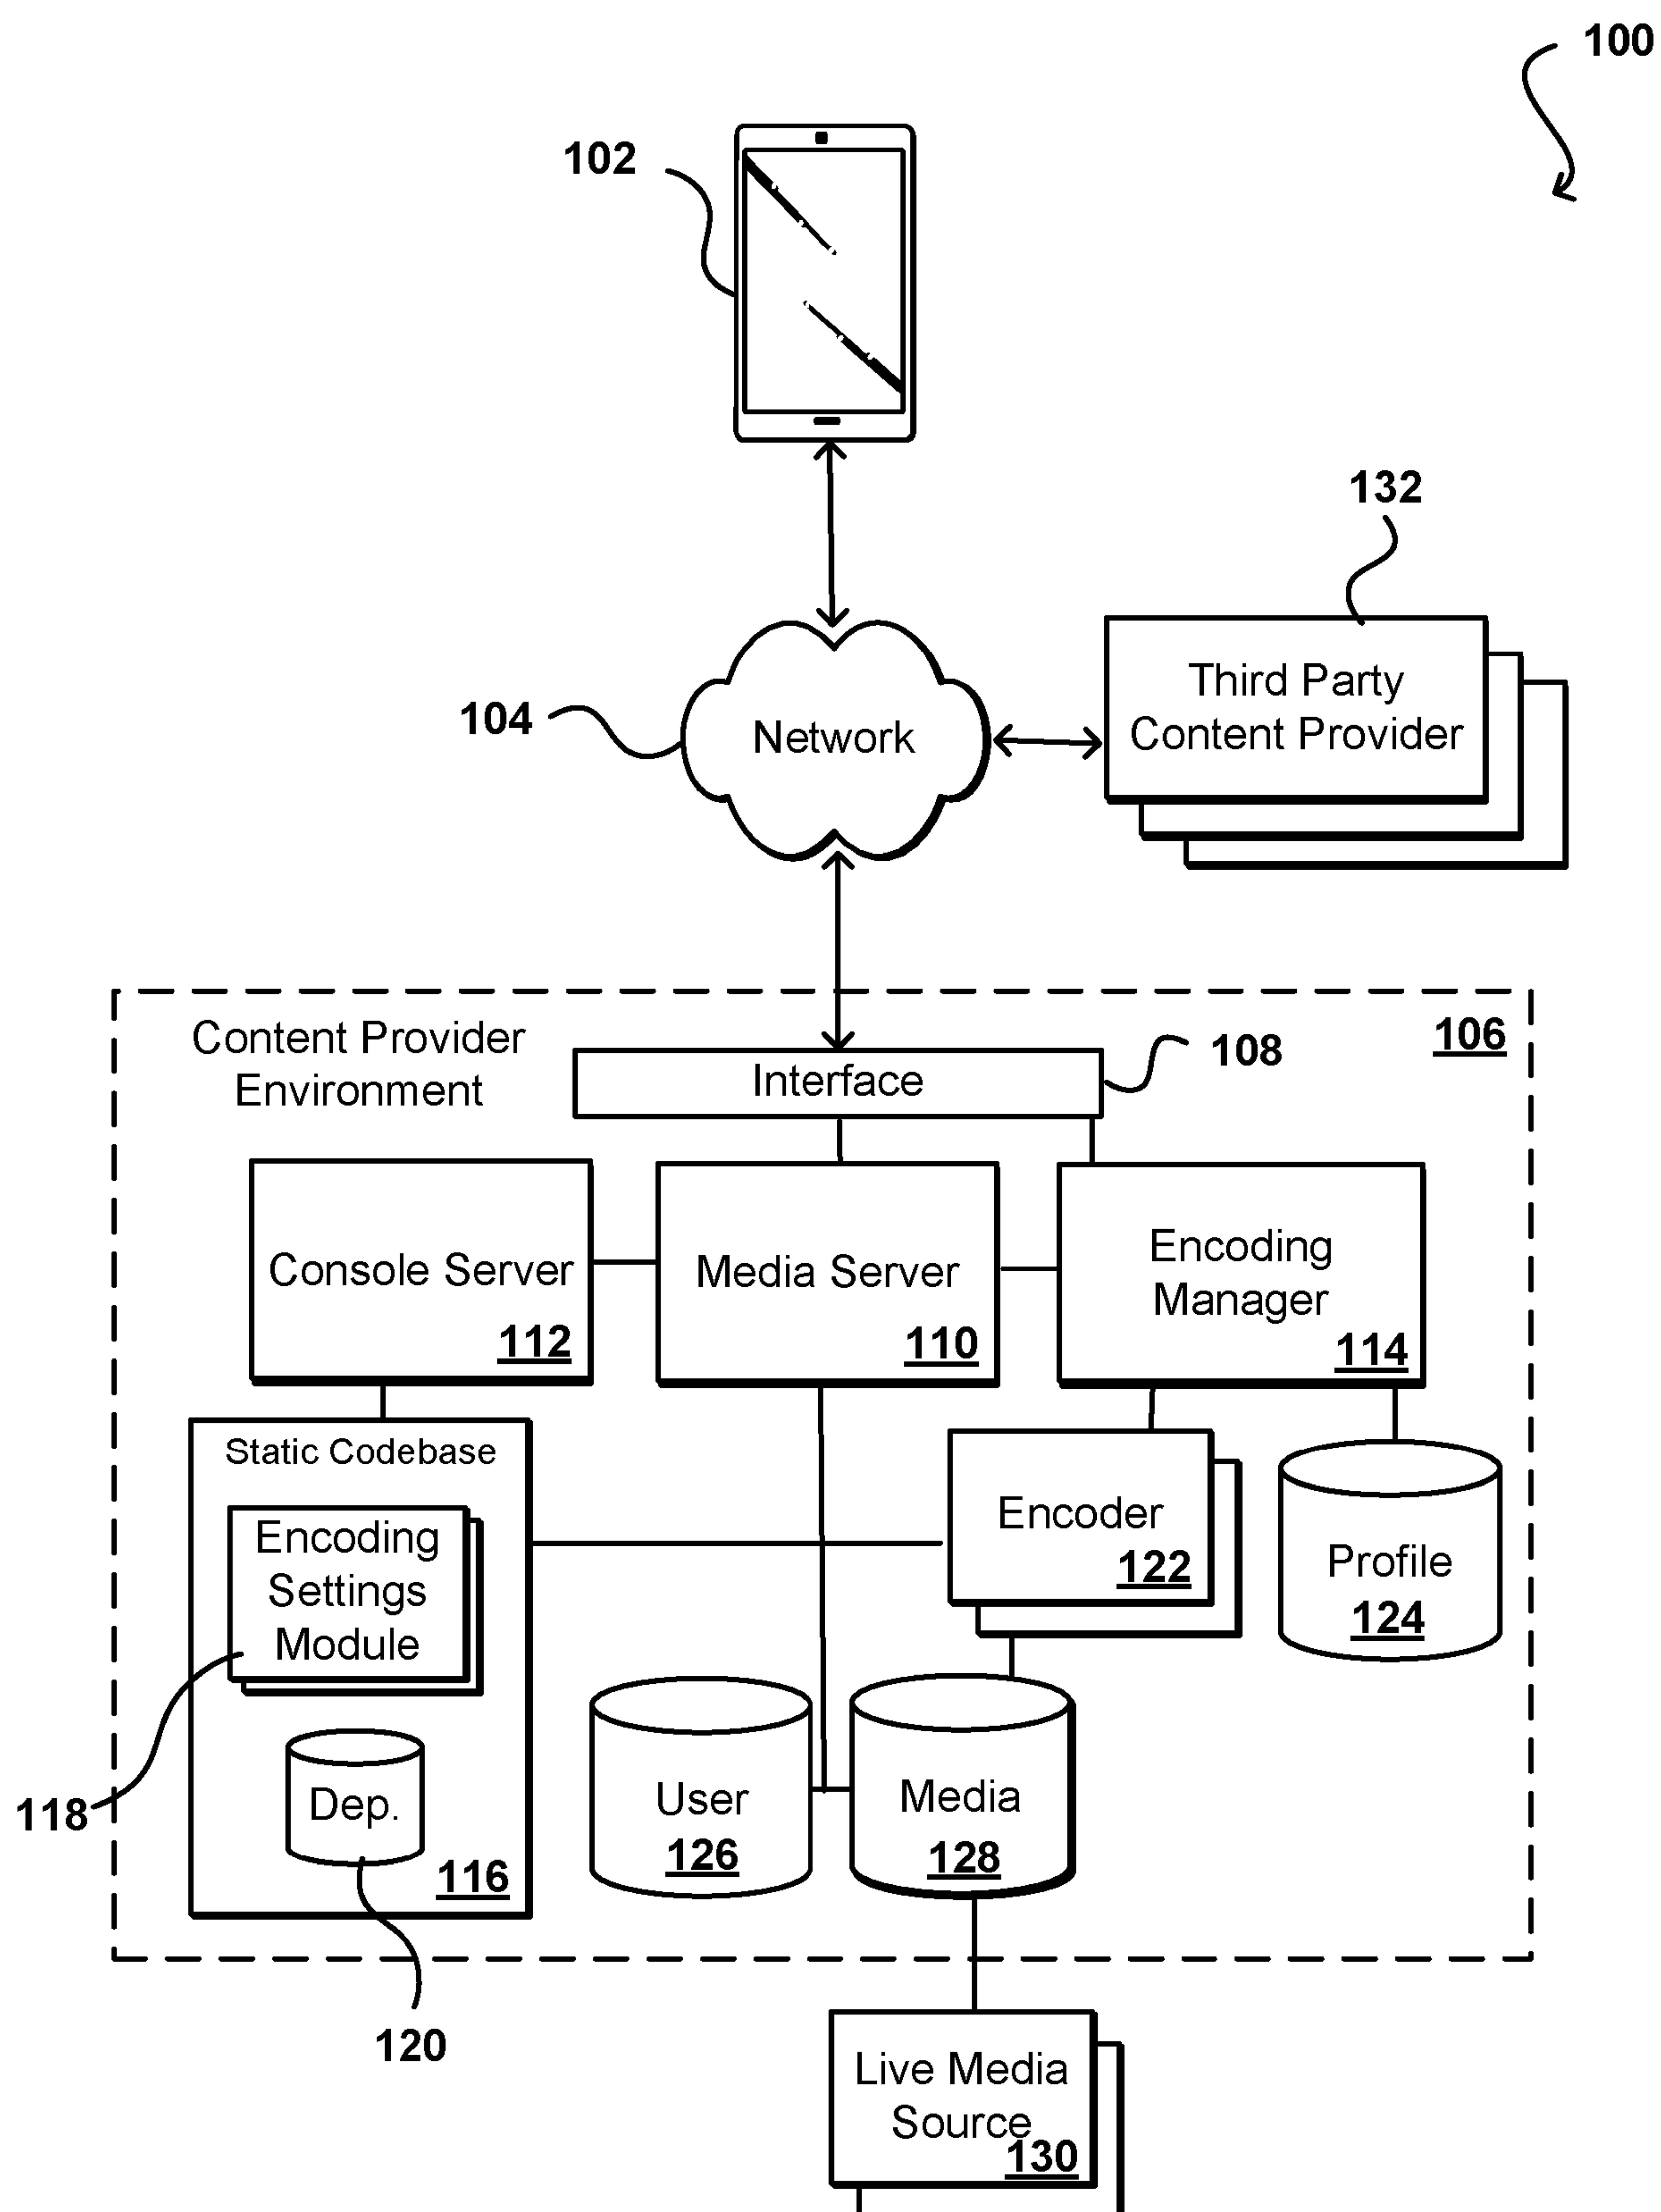 100
102
132
Third Party
Content Provider
104
Network
Content Provider
Environment
106
Interface
108
Console Server
112
Media Server
110
Encoding
Manager
114
Static Codebase
Encoding
Settings
Module
Encoder
122
Profile
124
118
Dep.
116
User
126
Media
128
120
Live Media
Source
130